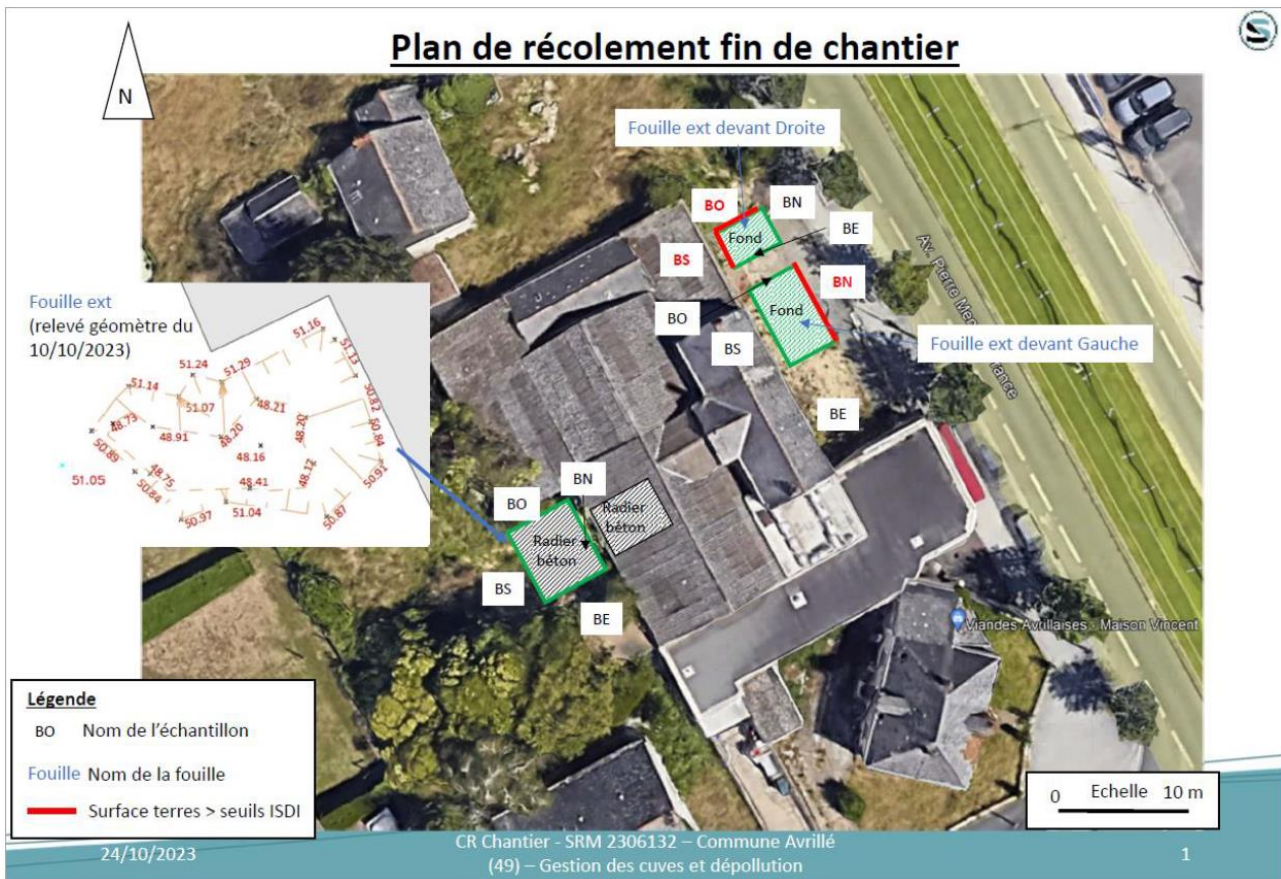 Plan de récolement fin de chantier
N
Fouille ext devant Droite
BO
BN
Fond
BE
BS
BN
Fond
BO
BS
Fouille ext devant Gauche
BE
Av. Pierre Mendès France
Fouille ext
(relevé géomètre du
10/10/2023)
51.16
51.24
51.29
51.13
51.14
51.07
48.21
50.82
48.73
48.20
50.84
48.91
48.20
50.89
48.16
51.05
48.75
48.12
50.91
50.84
48.41
51.04
50.97
50.87
BN
BO
Radier
béton
Radier
béton
BS
BE
Viandes Avrillaises - Maison Vincent
Légende
BO Nom de l'échantillon
Fouille Nom de la fouille
Surface terres > seuils ISDI
0 Echelle 10 m
24/10/2023
CR Chantier - SRM 2306132 – Commune Avrillé
(49) – Gestion des cuves et dépollution
1